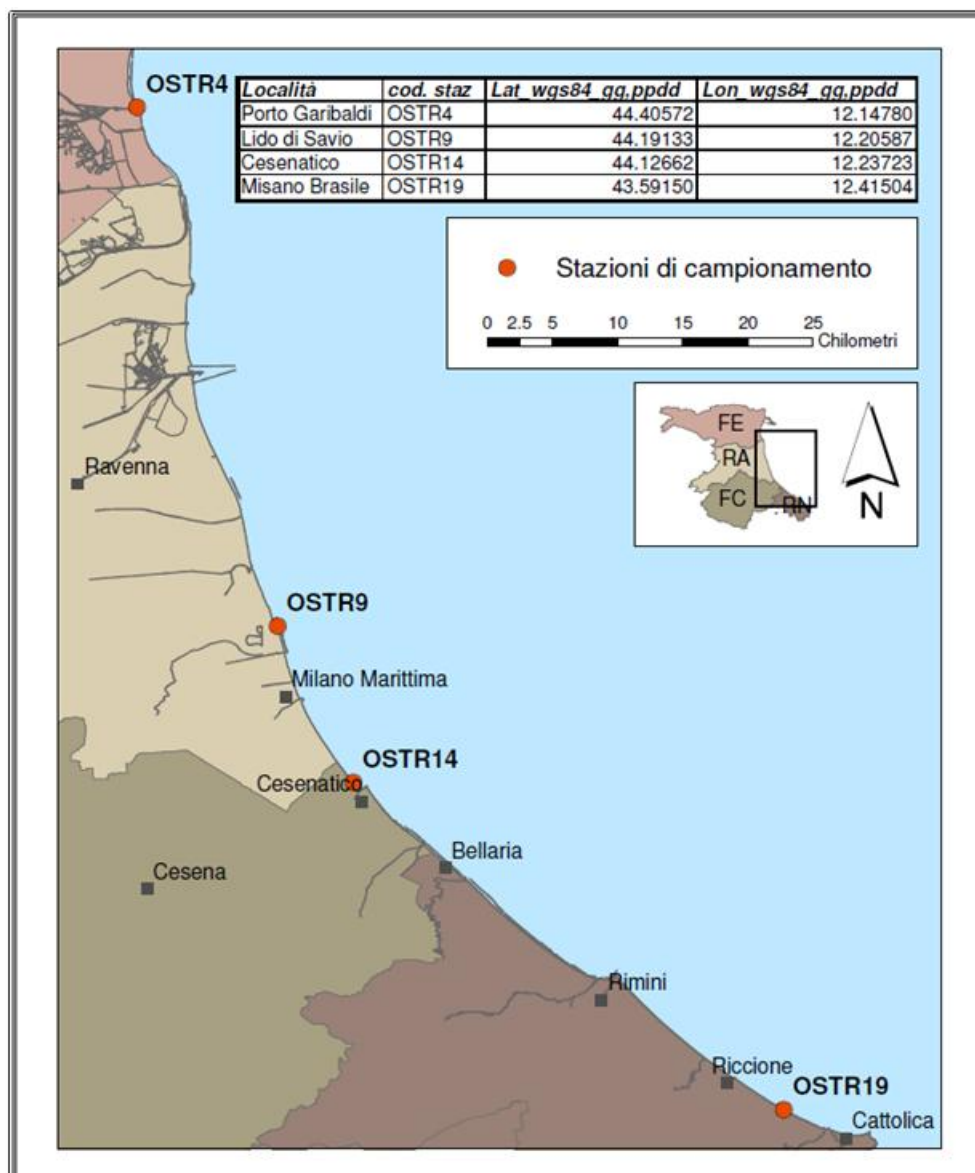 OSTR4
Località cod. staz Lat_wgs84_gg,ppdd Lon_wgs84_gg,ppdd
Porto Garibaldi OSTR4 44.40572 12.14780
Lido di Savio OSTR9 44.19133 12.20587
Cesenatico OSTR14 44.12662 12.23723
Misano Brasile OSTR19 43.59150 12.41504
Stazioni di campionamento
0 2.5 5 10 15 20 25
Chilometri
FE
RA
FC
RN
N
Ravenna
OSTR9
Milano Marittima
OSTR14
Cesenatico
Bellaria
Cesena
Rimini
Riccione
OSTR19
Cattolica